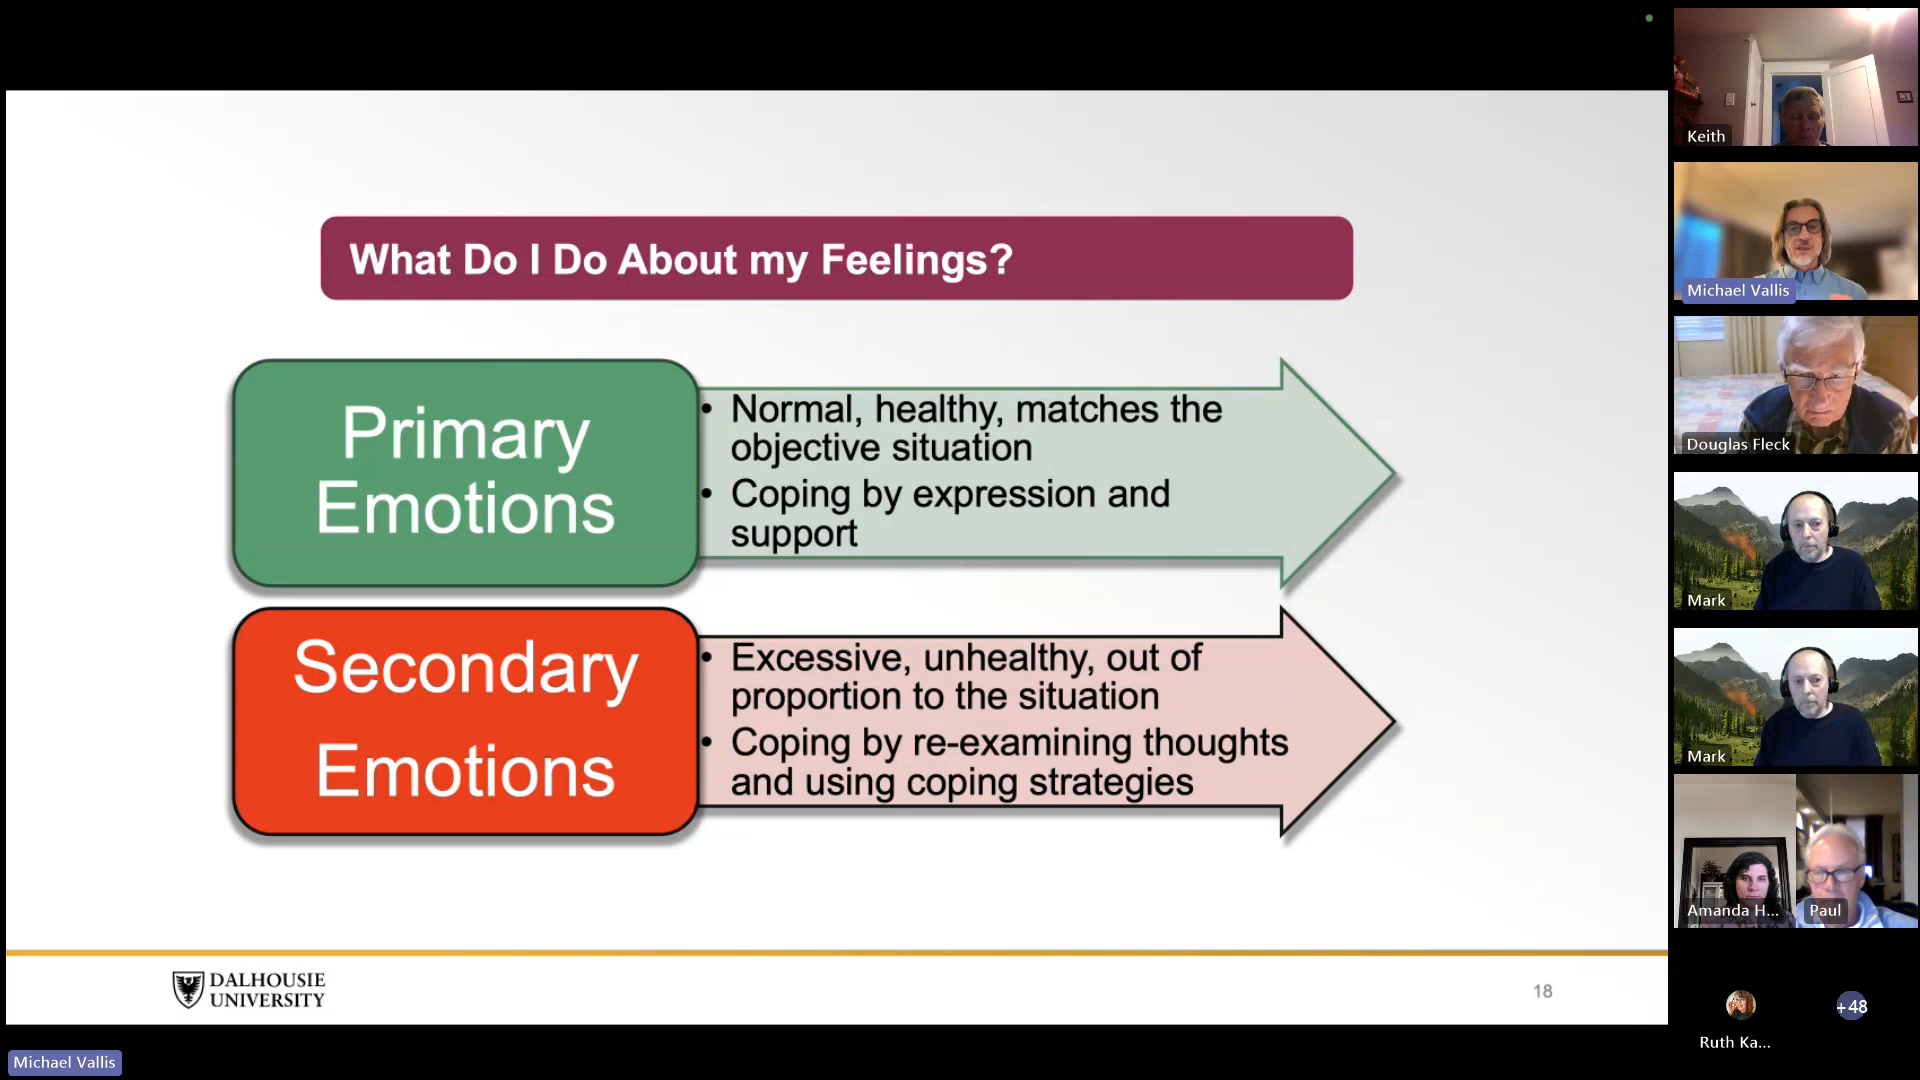 What Do I Do About my Feelings?
Primary
Emotions
• Normal, healthy, matches the
objective situation
• Coping by expression and
support
Secondary
Emotions
• Excessive, unhealthy, out of
proportion to the situation
• Coping by re-examining thoughts
and using coping strategies
DALHOUSIE
UNIVERSITY
18
Michael Vallis
Keith
Michael Vallis
Douglas Fleck
Mark
Mark
Amanda H...
Paul
Ruth Ka...
+48